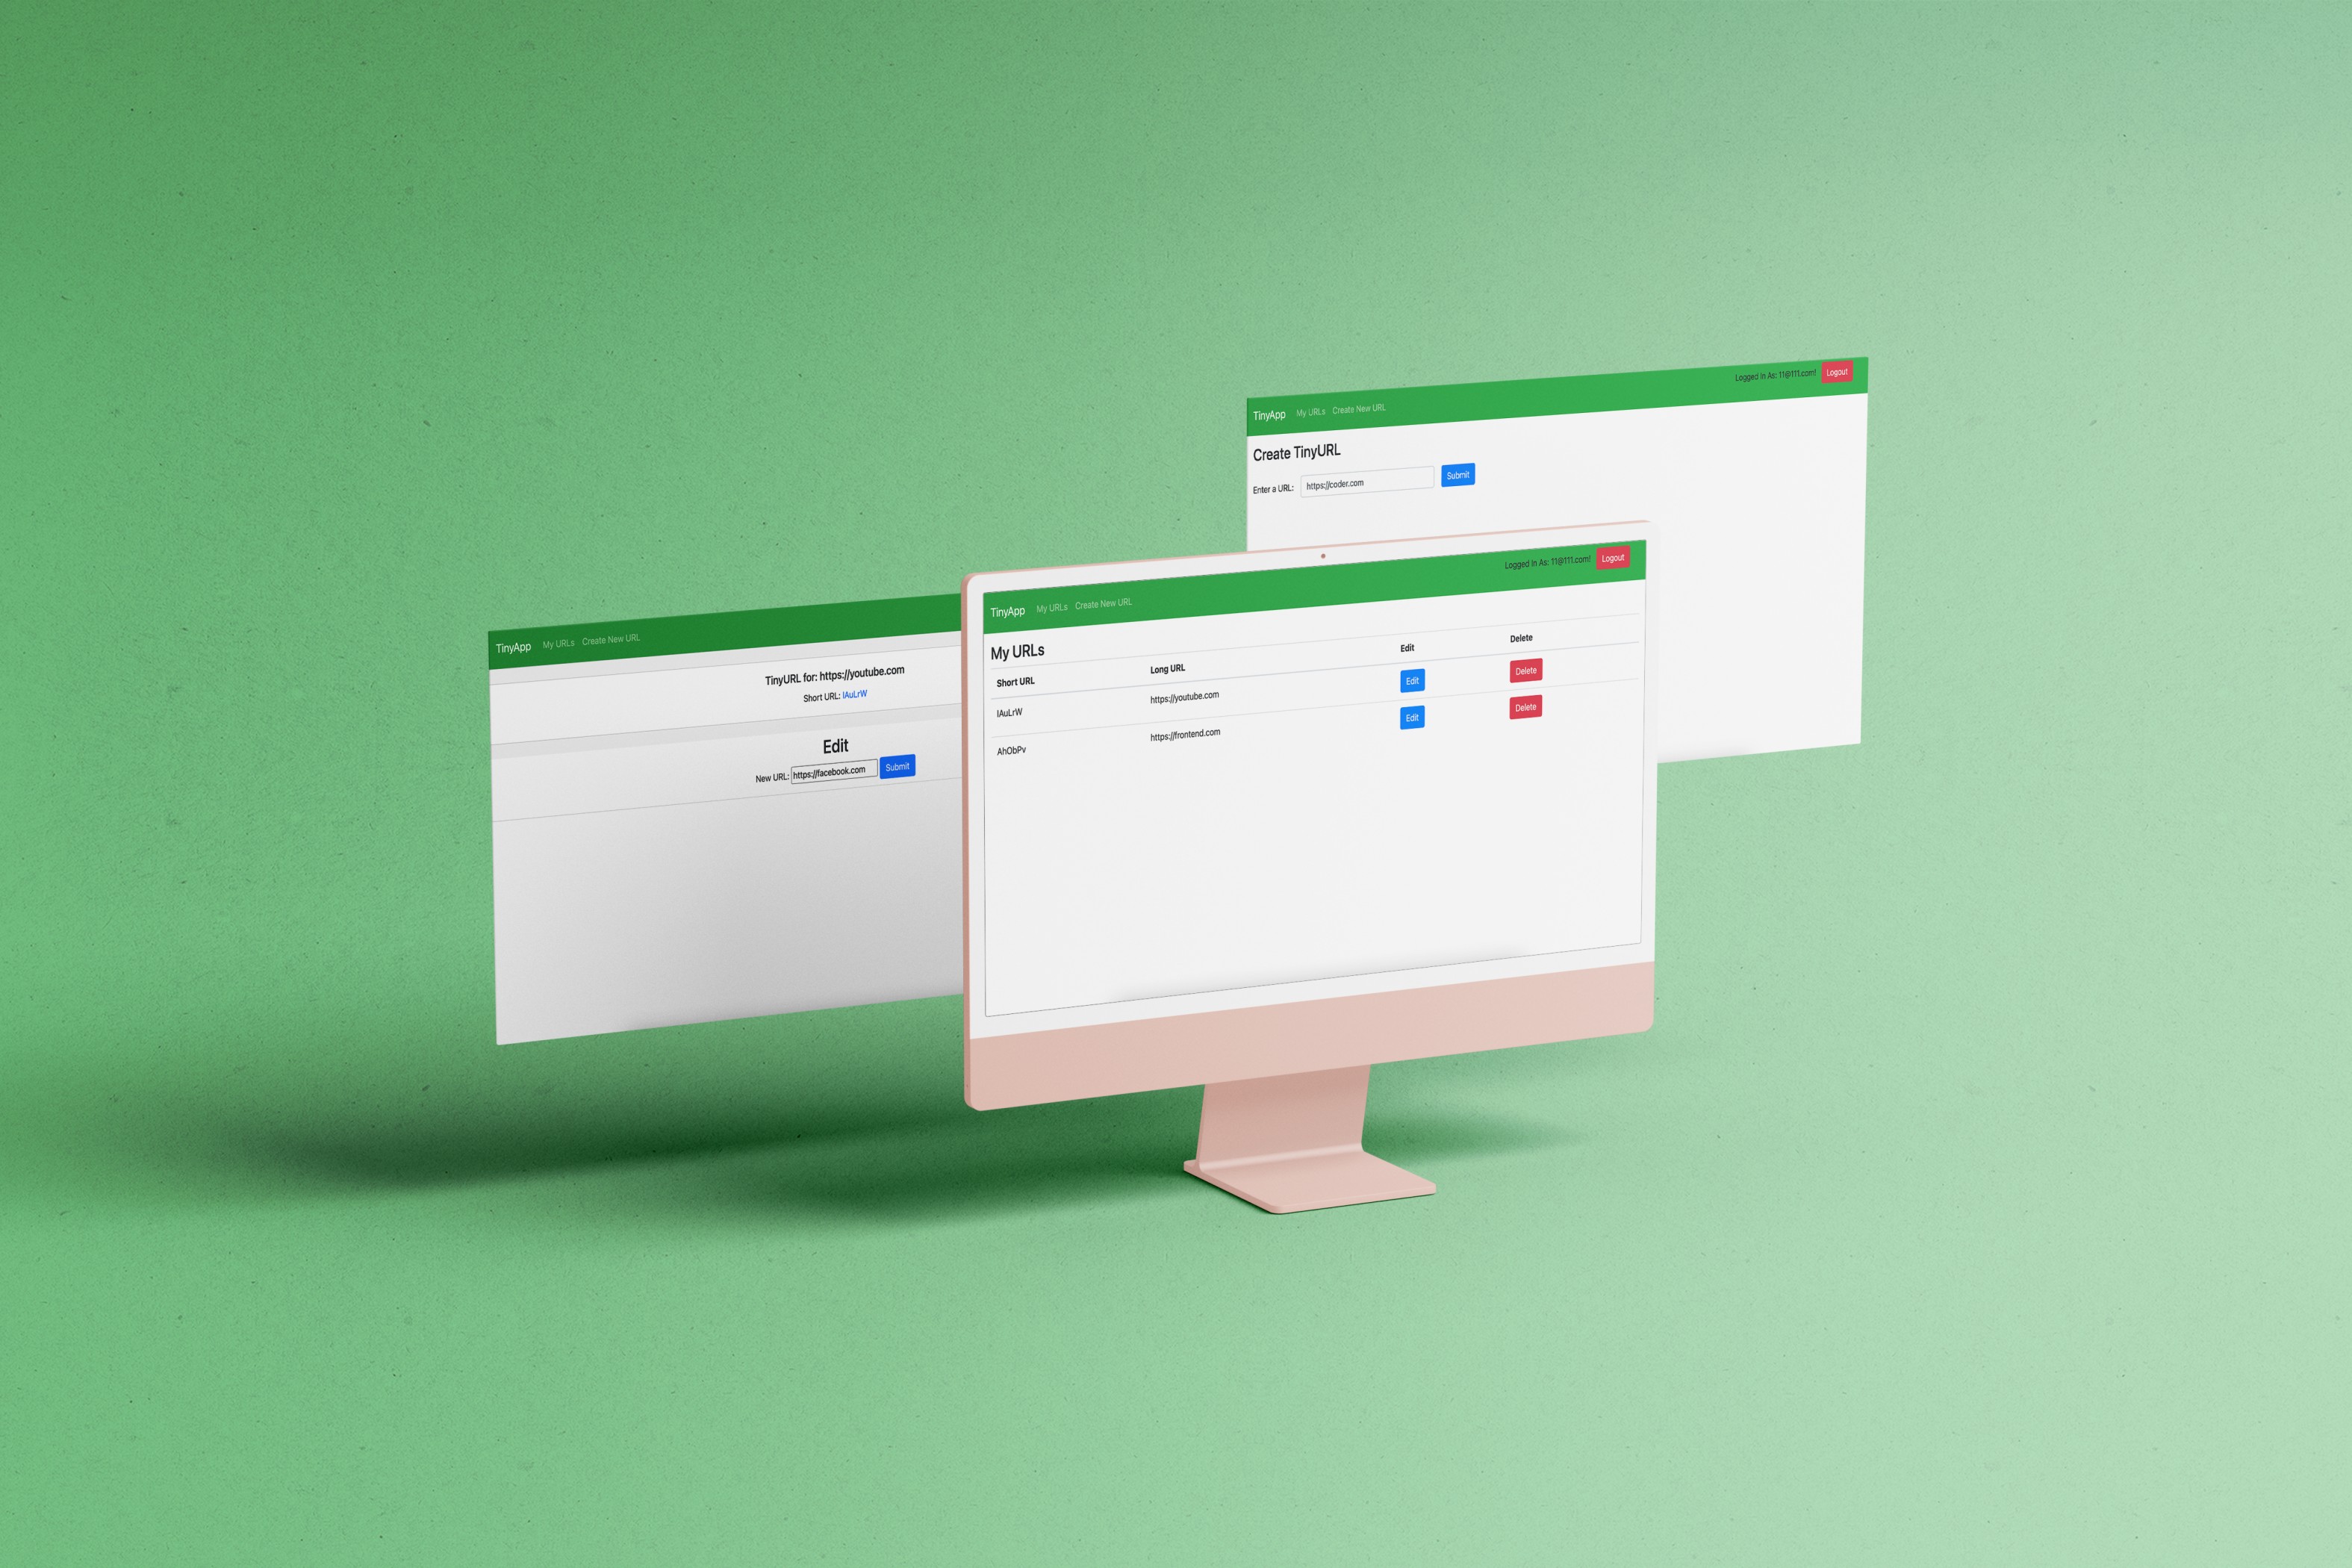 TinyApp My URLs Create New URL Logged In As: 11@111.com! Logout
Create TinyURL
Enter a URL: https://coder.com Submit
TinyApp My URLs Create New URL
TinyURL for: https://youtube.com
Short URL: IAuLrW
Edit
New URL: https://facebook.com Submit
TinyApp My URLs Create New URL Logged In As: 11@111.com! Logout
My URLs
Short URL Long URL Edit Delete
IAuLrW https://youtube.com Edit Delete
AhObPv https://frontend.com Edit Delete